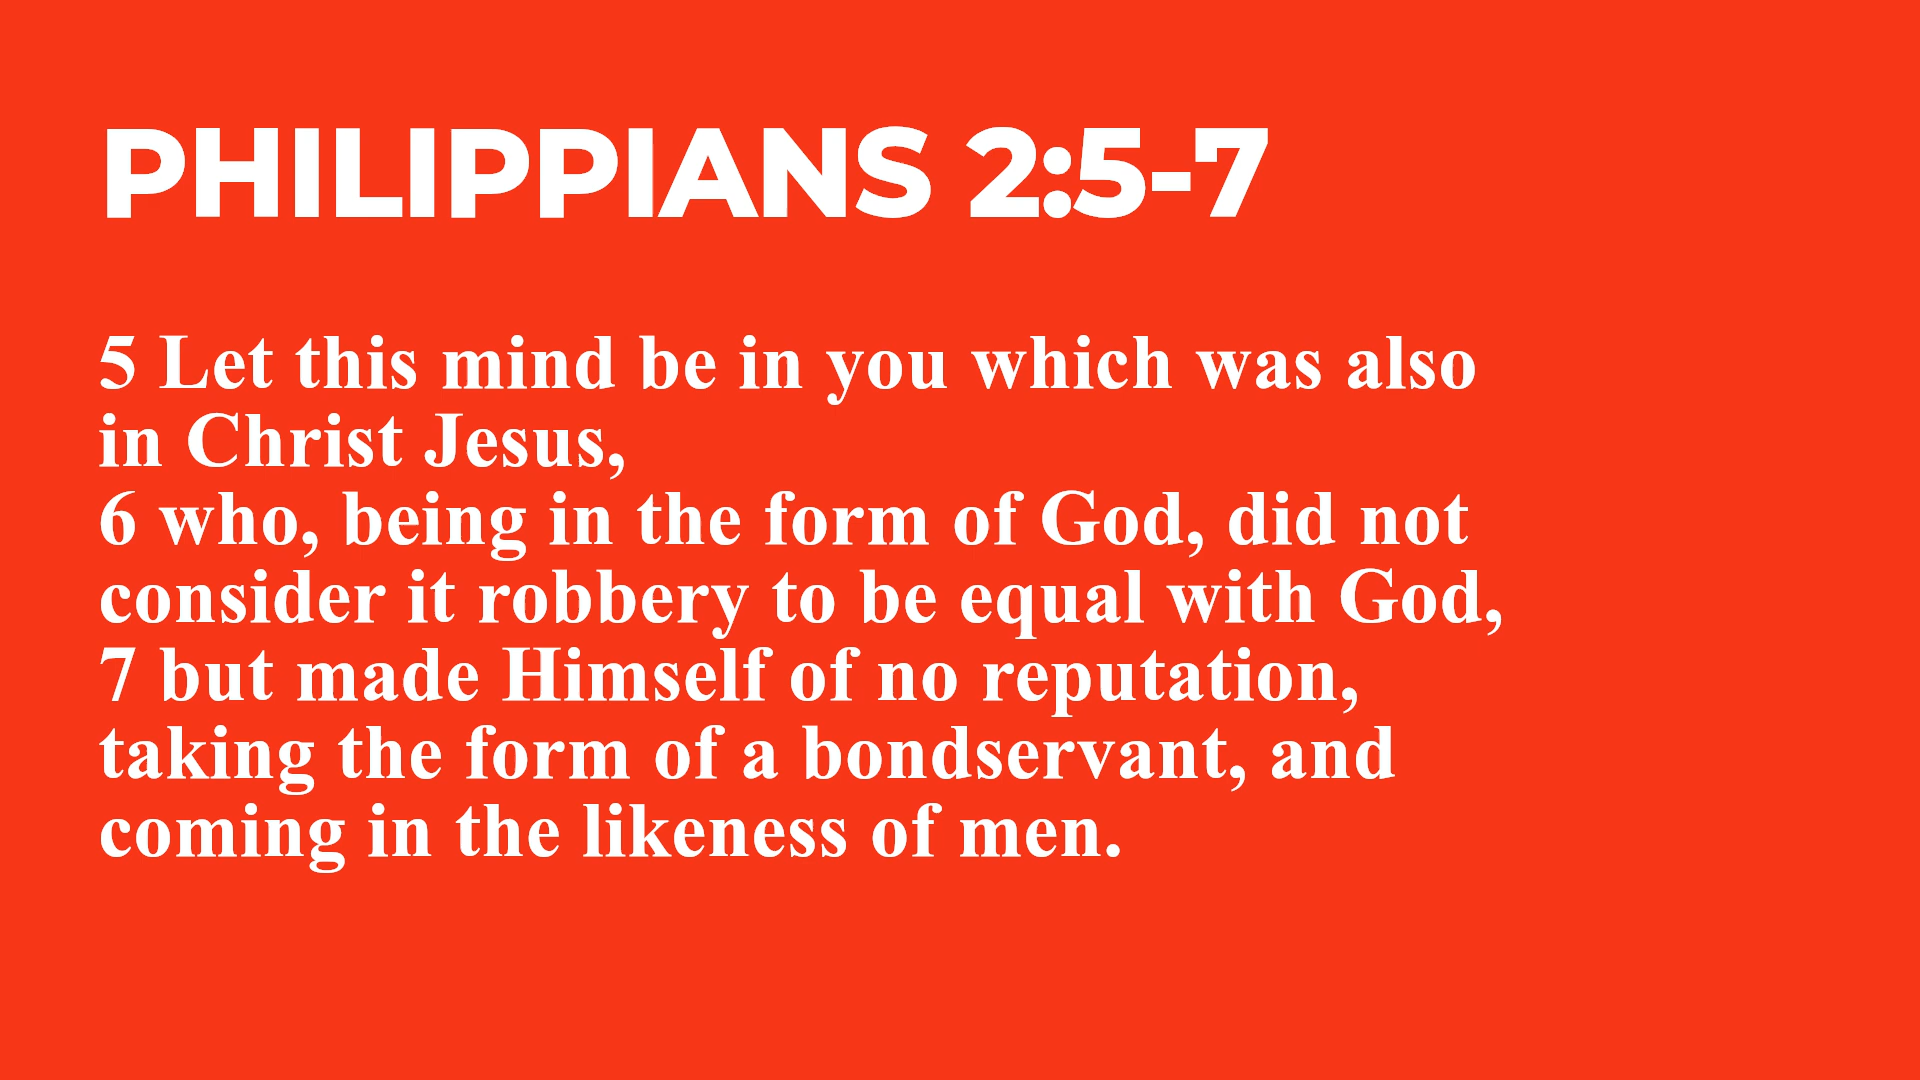 PHILIPPIANS 2:5-7
5 Let this mind be in you which was also
in Christ Jesus,
6 who, being in the form of God, did not
consider it robbery to be equal with God,
7 but made Himself of no reputation,
taking the form of a bondservant, and
coming in the likeness of men.